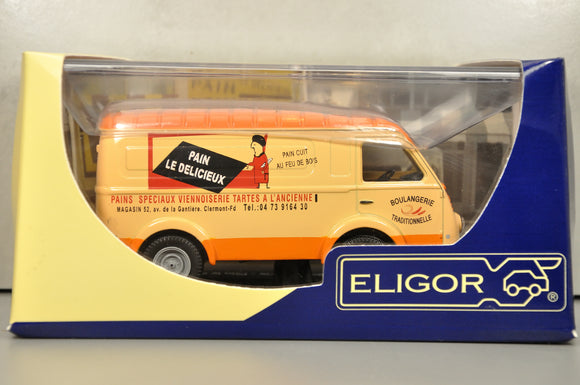 PAIN
LE DELICIEUX
PAIN CUIT
AU FEU DE BOIS
PAINS SPECIAUX VIENNOISERIE TARTES A L'ANCIENNE
MAGASIN 52, av. de la Gantiere. Clermont-Fd Tel.:04 73 9164 30
BOULANGERIE
TRADITIONNELLE
ELIGOR
®